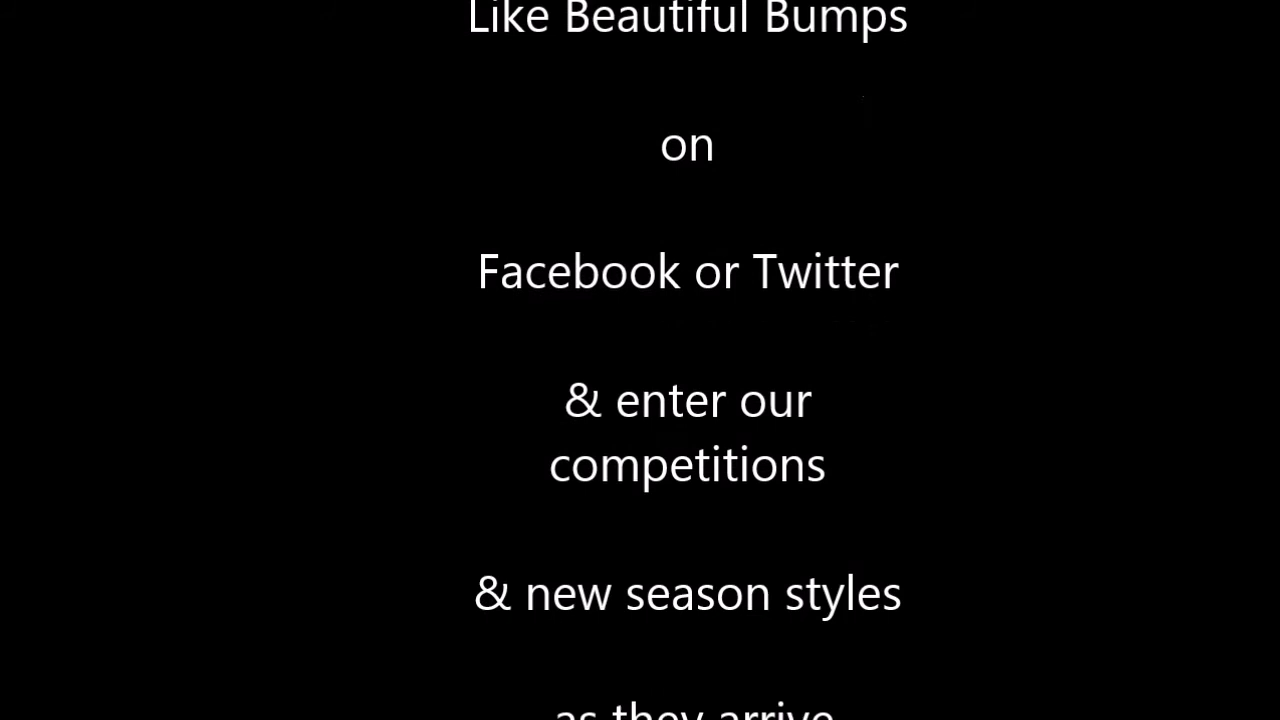 Like Beautiful Bumps
on
Facebook or Twitter
& enter our
competitions
& new season styles
as they arrive